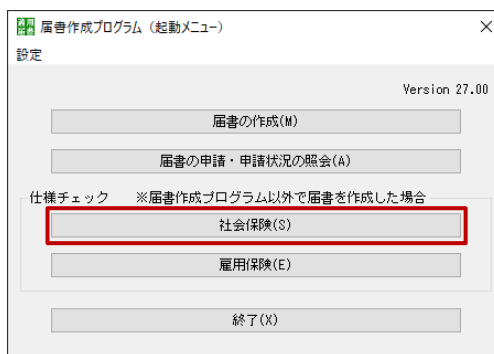 届書作成プログラム（起動メニュー）
設定
Version 27.00
届書の作成(M)
届書の申請・申請状況の照会(A)
仕様チェック　※届書作成プログラム以外で届書を作成した場合
社会保険(S)
雇用保険(E)
終了(X)